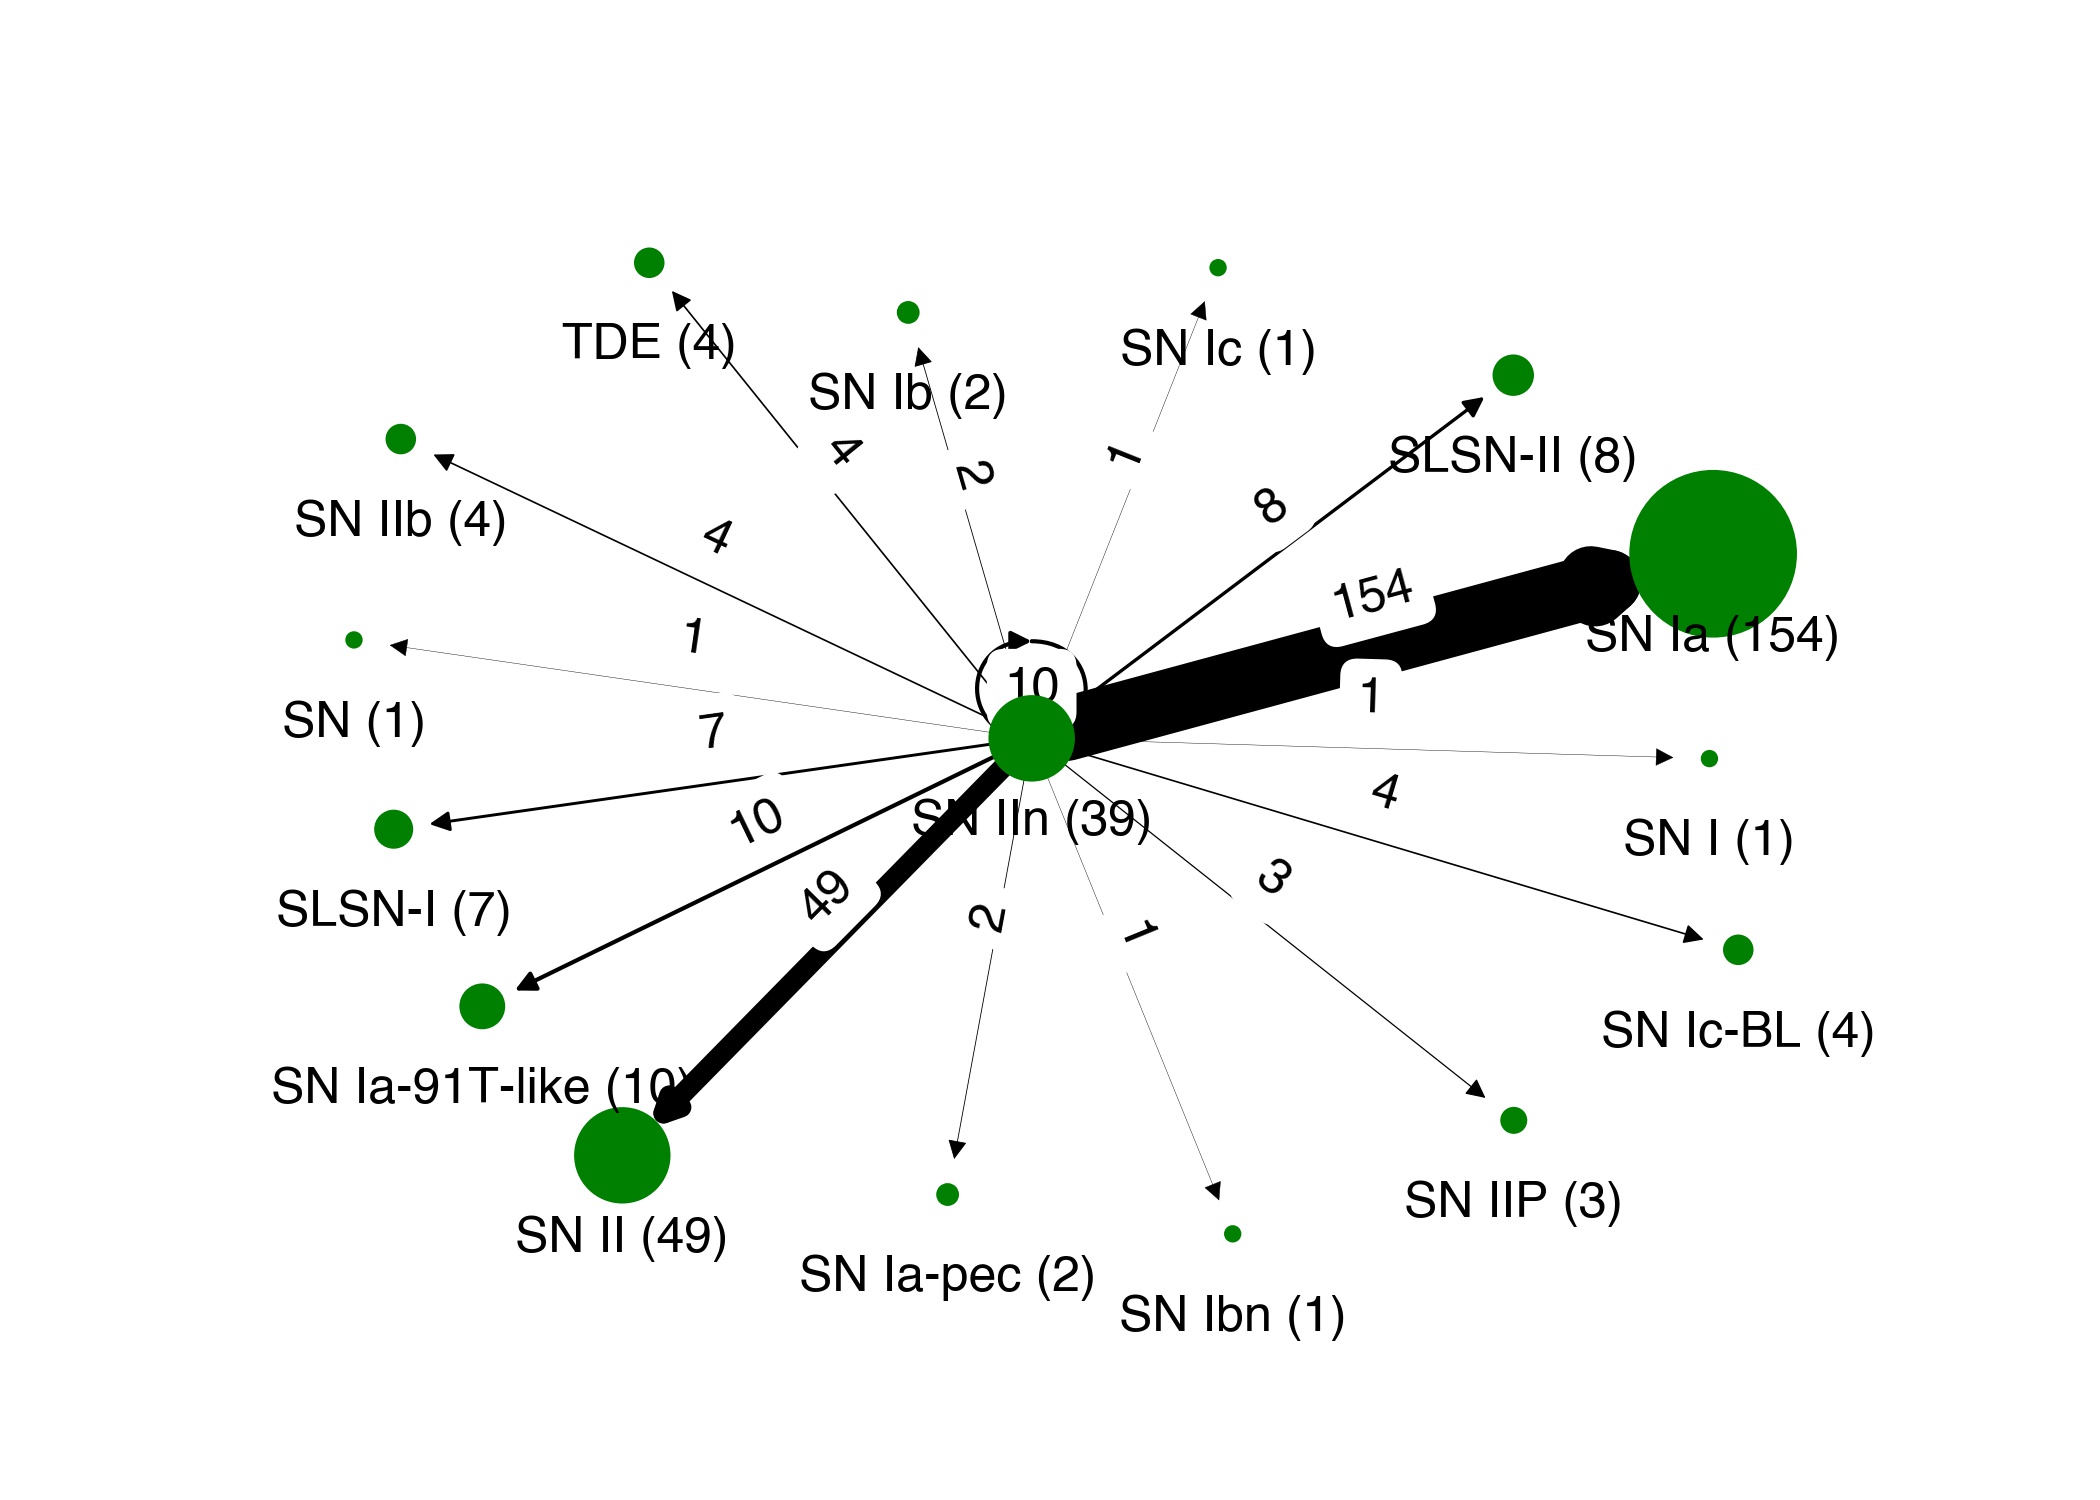 TDE (4)
SN Ib (2)
SN Ic (1)
SLSN-II (8)
4
2
1
8
SN IIb (4)
4
154
SN Ia (154)
1
10
1
SN (1)
7
4
SN IIn (39)
SN I (1)
10
49
3
SLSN-I (7)
2
1
SN Ic-BL (4)
SN Ia-91T-like (10)
SN IIP (3)
SN II (49)
SN Ia-pec (2)
SN Ibn (1)